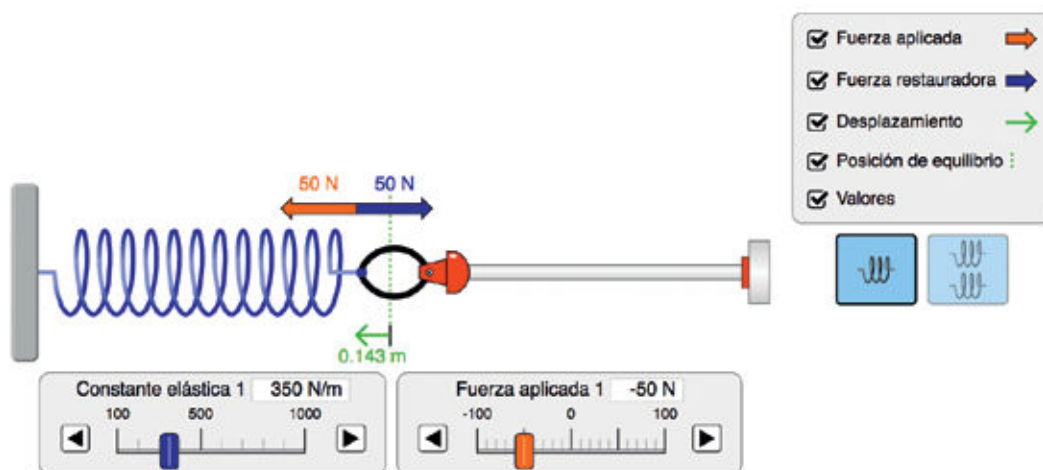 Fuerza aplicada
Fuerza restauradora
Desplazamiento
Posición de equilibrio
Valores
50 N 50 N
0.143 m
Constante elástica 1 350 N/m
100 500 1000
Fuerza aplicada 1 -50 N
-100 0 100